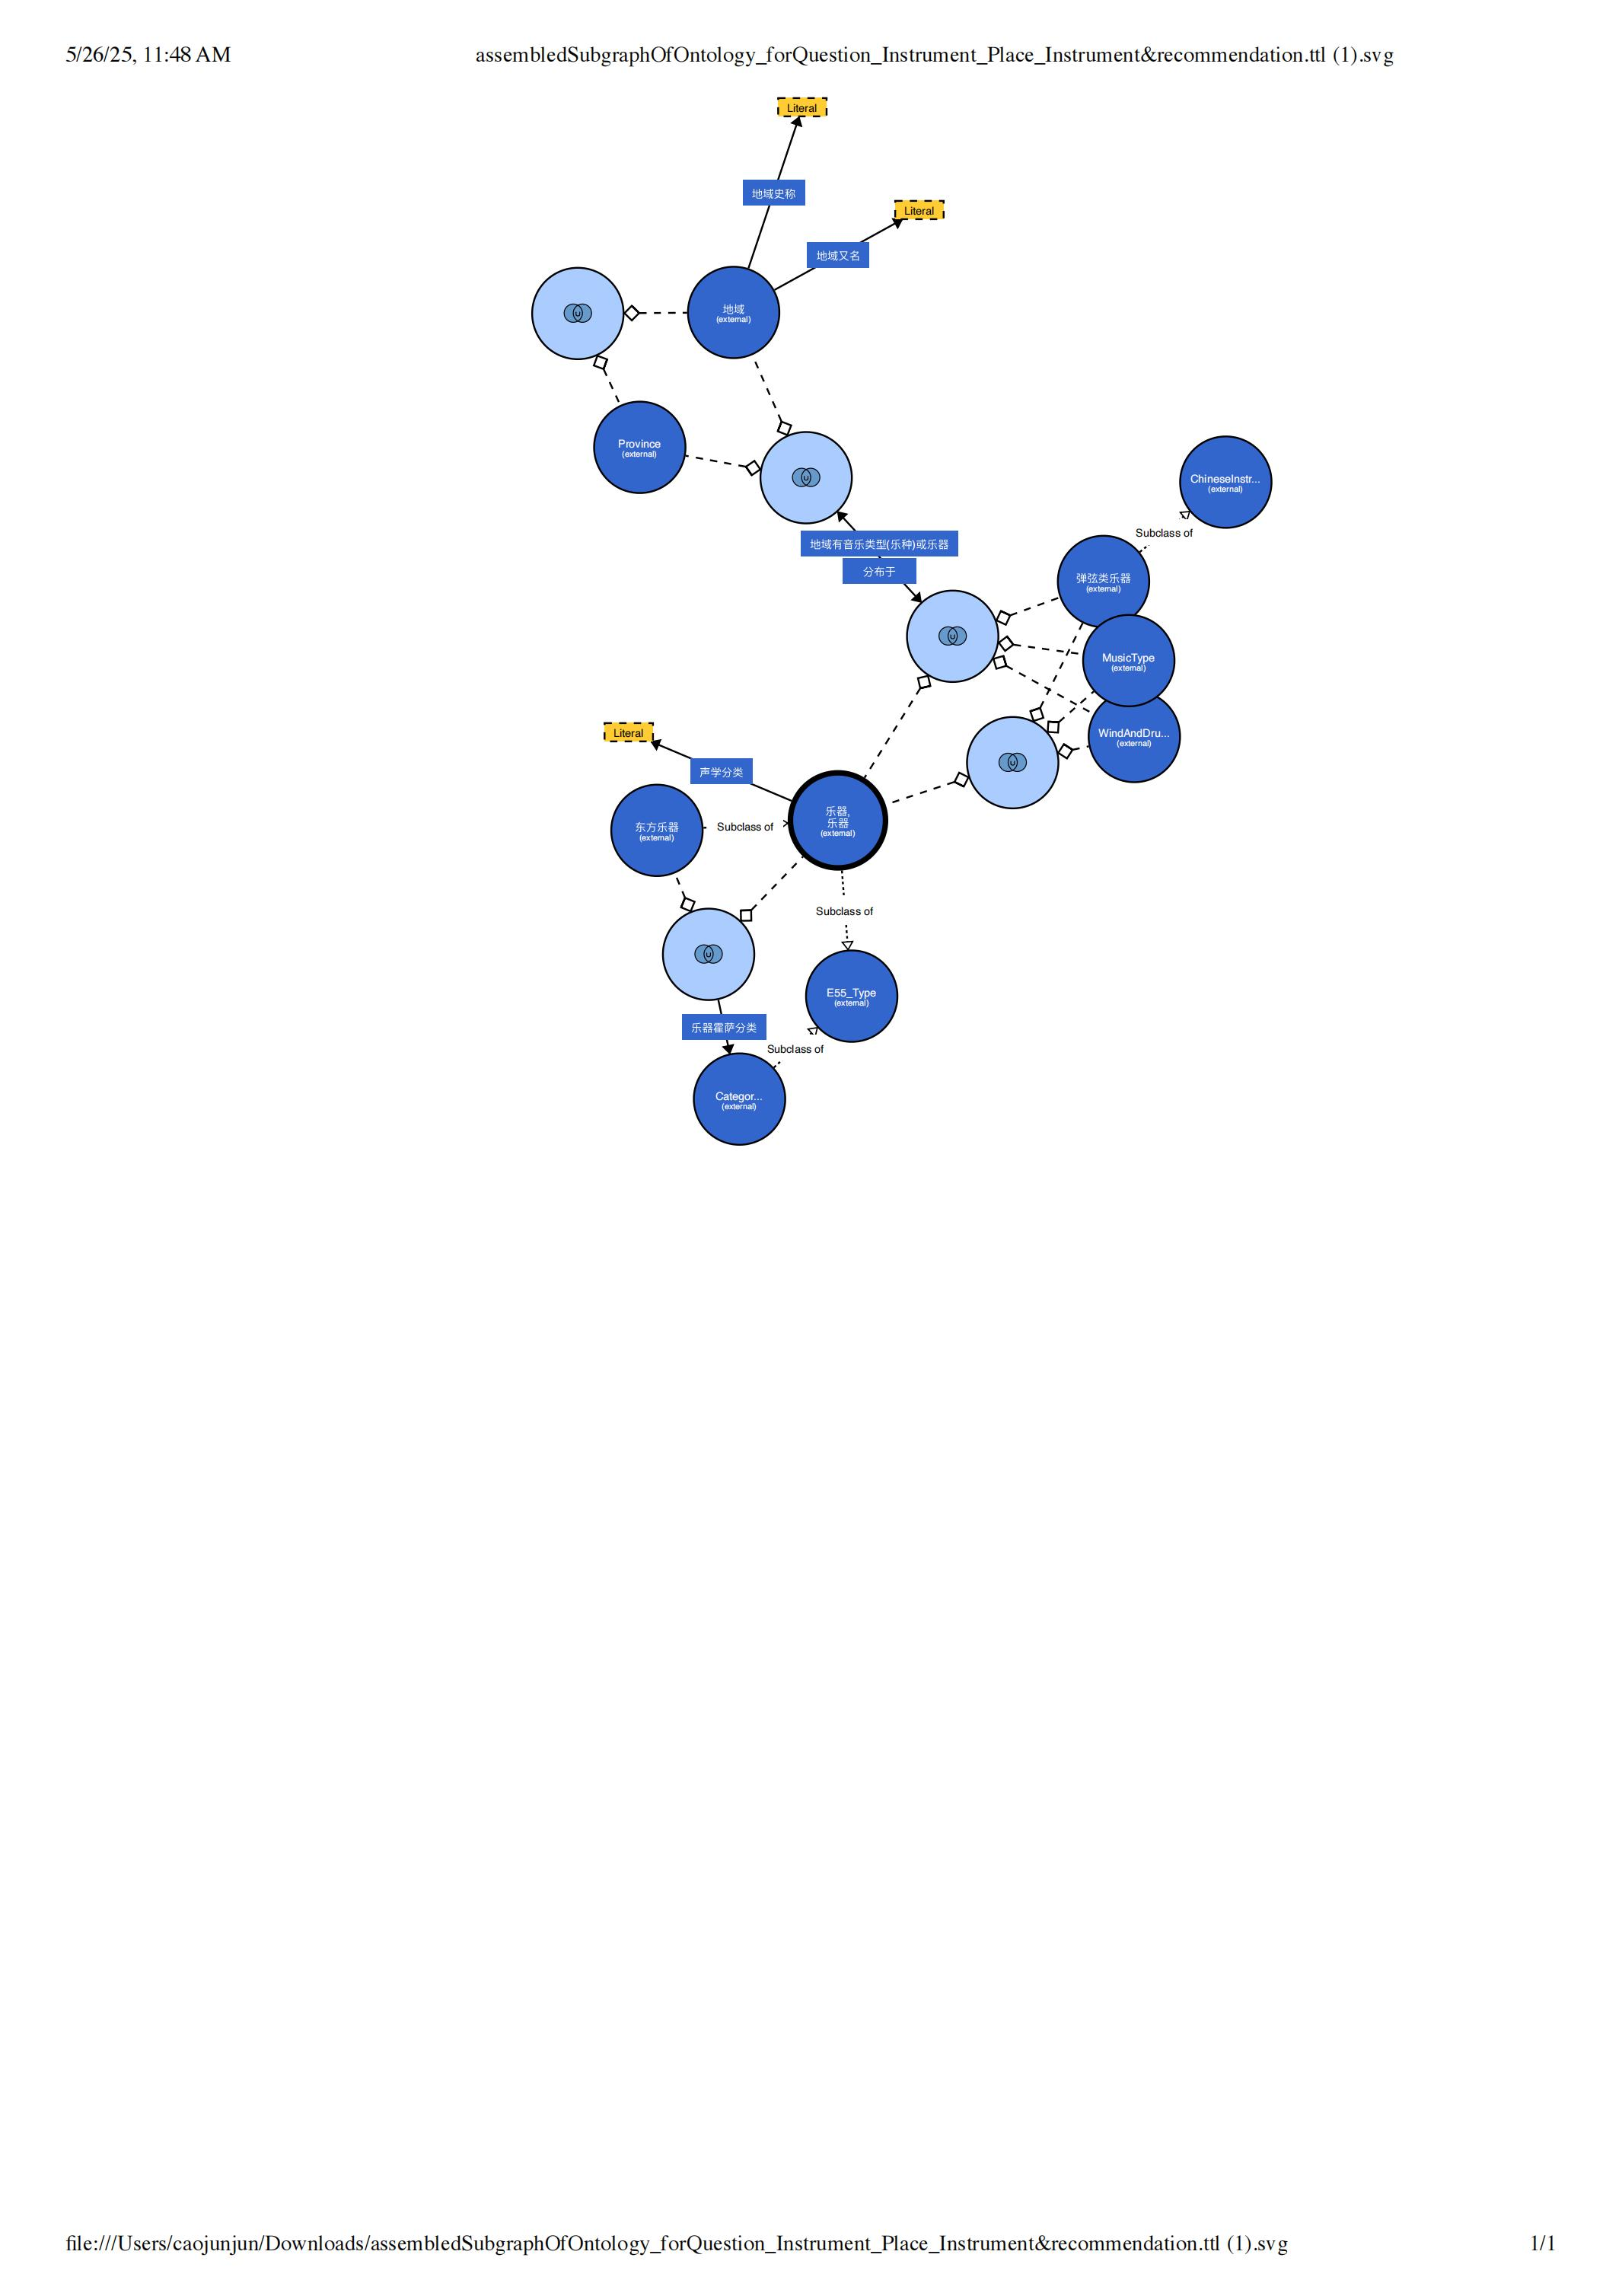 5/26/25, 11:48 AM
assembledSubgraphOfOntology_forQuestion_Instrument_Place_Instrument&recommendation.ttl (1).svg
Literal
地域史称
Literal
地域又名
地域
(external)
Province
(external)
ChineseInstr...
(external)
Subclass of
地域有音乐类型(乐种)或乐器
分布于
弹弦类乐器
(external)
MusicType
(external)
WindAndDru...
(external)
Literal
声学分类
东方乐器
(external)
Subclass of
乐器,
乐器
(external)
Subclass of
E55_Type
(external)
乐器霍萨分类
Subclass of
Categor...
(external)
file:///Users/caojunjun/Downloads/assembledSubgraphOfOntology_forQuestion_Instrument_Place_Instrument&recommendation.ttl (1).svg
1/1